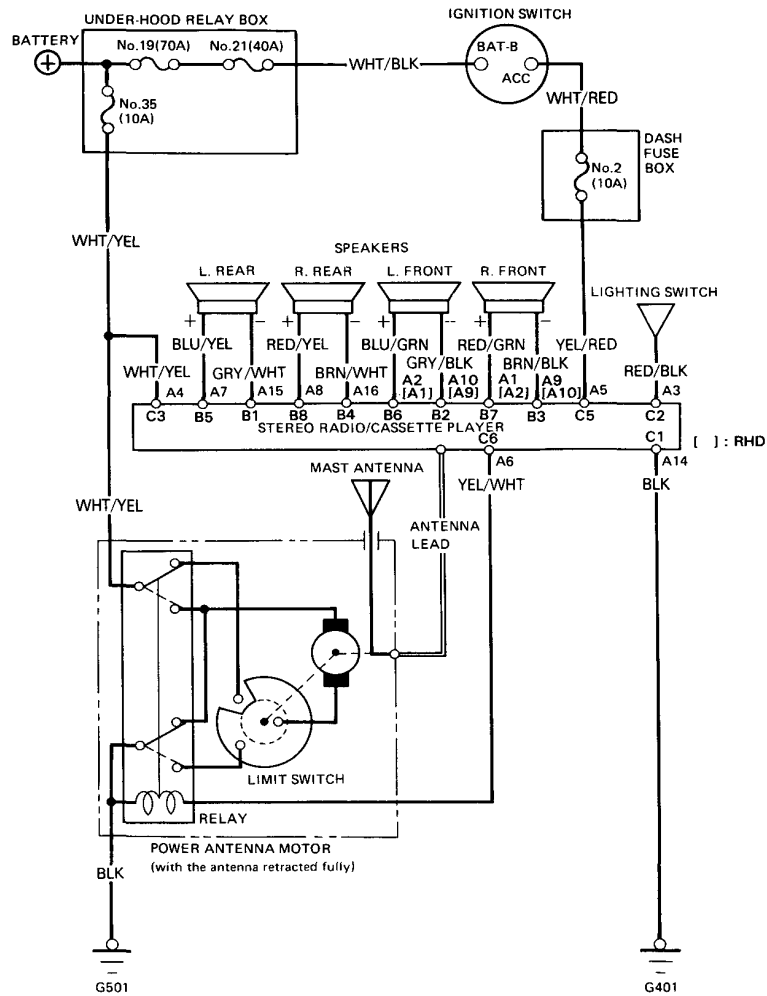 UNDER-HOOD RELAY BOX
IGNITION SWITCH
BATTERY
No.19(70A)
No.21(40A)
BAT-B
WHT/BLK
ACC
No.35
(10A)
WHT/RED
DASH
FUSE
BOX
No.2
(10A)
WHT/YEL
SPEAKERS
L. REAR
R. REAR
L. FRONT
R. FRONT
LIGHTING SWITCH
+
–
+
–
+
--
+
–
BLU/YEL
RED/YEL
BLU/GRN
RED/GRN
YEL/RED
GRY/BLK
BRN/BLK
WHT/YEL
GRY/WHT
BRN/WHT
RED/BLK
A4
A7
A15
A8
A16
A2
[A1]
A10
[A9]
A1
[A2]
A9
[A10]
A5
A3
C3
B5
B1
B8
B4
B6
B2
B7
B3
C5
C2
STEREO RADIO/CASSETTE PLAYER
C6
C1
[ ] : RHD
A6
A14
MAST ANTENNA
YEL/WHT
BLK
WHT/YEL
ANTENNA
LEAD
LIMIT SWITCH
RELAY
POWER ANTENNA MOTOR
(with the antenna retracted fully)
BLK
G501
G401